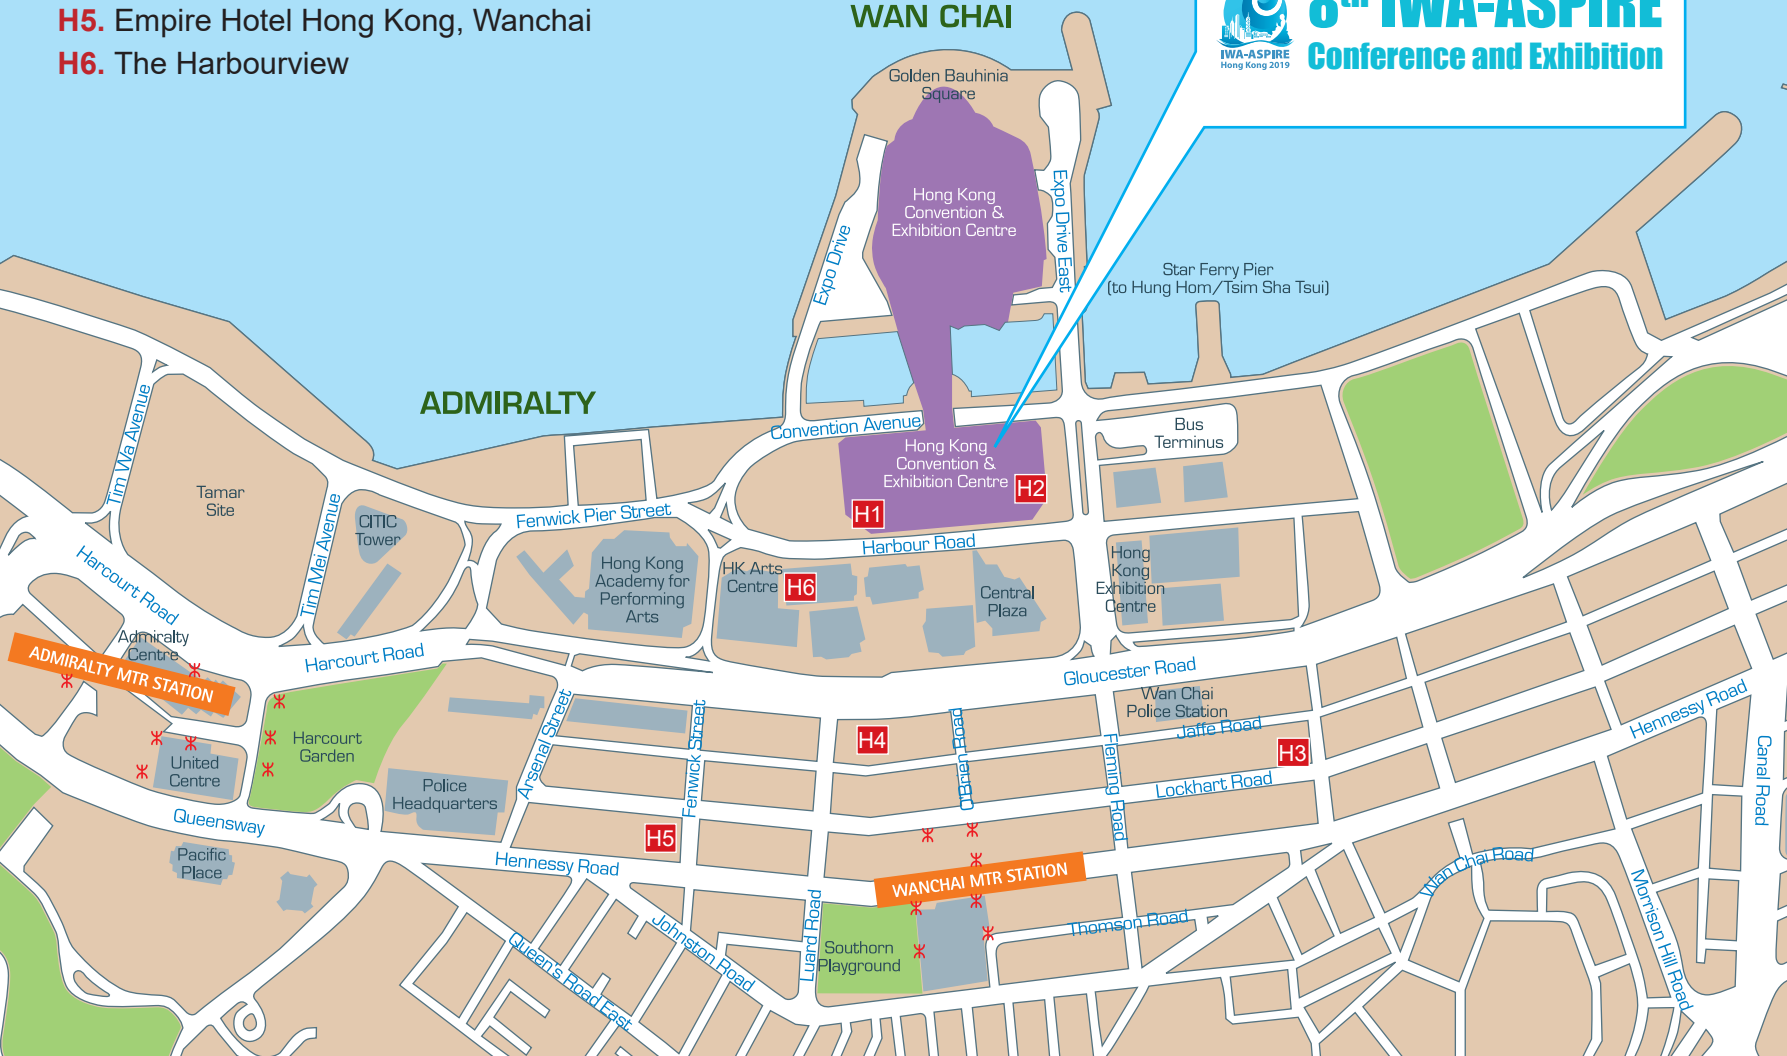 H5. Empire Hotel Hong Kong, Wanchai
H6. The Harbourview
WAN CHAI
8th IWA-ASPIRE
Conference and Exhibition
IWA-ASPIRE
Hong Kong 2019
Golden Bauhinia
Square
Hong Kong
Convention &
Exhibition Centre
Expo Drive
Expo Drive East
Star Ferry Pier
(to Hung Hom/Tsim Sha Tsui)
ADMIRALTY
Convention Avenue
Bus
Terminus
Hong Kong
Convention &
Exhibition Centre
H2
H1
Tim Wa Avenue
Tamar
Site
Tim Mei Avenue
CITIC
Tower
Fenwick Pier Street
Harbour Road
Harcourt Road
Hong Kong
Academy for
Performing
Arts
HK Arts
Centre
H6
Central
Plaza
Hong
Kong
Exhibition
Centre
Admiralty
Centre
ADMIRALTY MTR STATION
Harcourt Road
Gloucester Road
Wan Chai
Police Station
Jaffe Road
Hennessy Road
Harcourt
Garden
United
Centre
Arsenal Street
Fenwick Street
H4
O'Brien Road
Fleming Road
H3
Canal Road
Lockhart Road
Police
Headquarters
Queensway
H5
Pacific
Place
Hennessy Road
WANCHAI MTR STATION
Wan Chai Road
Morrison Hill Road
Luard Road
Johnston Road
Queen's Road East
Southorn
Playground
Thomson Road